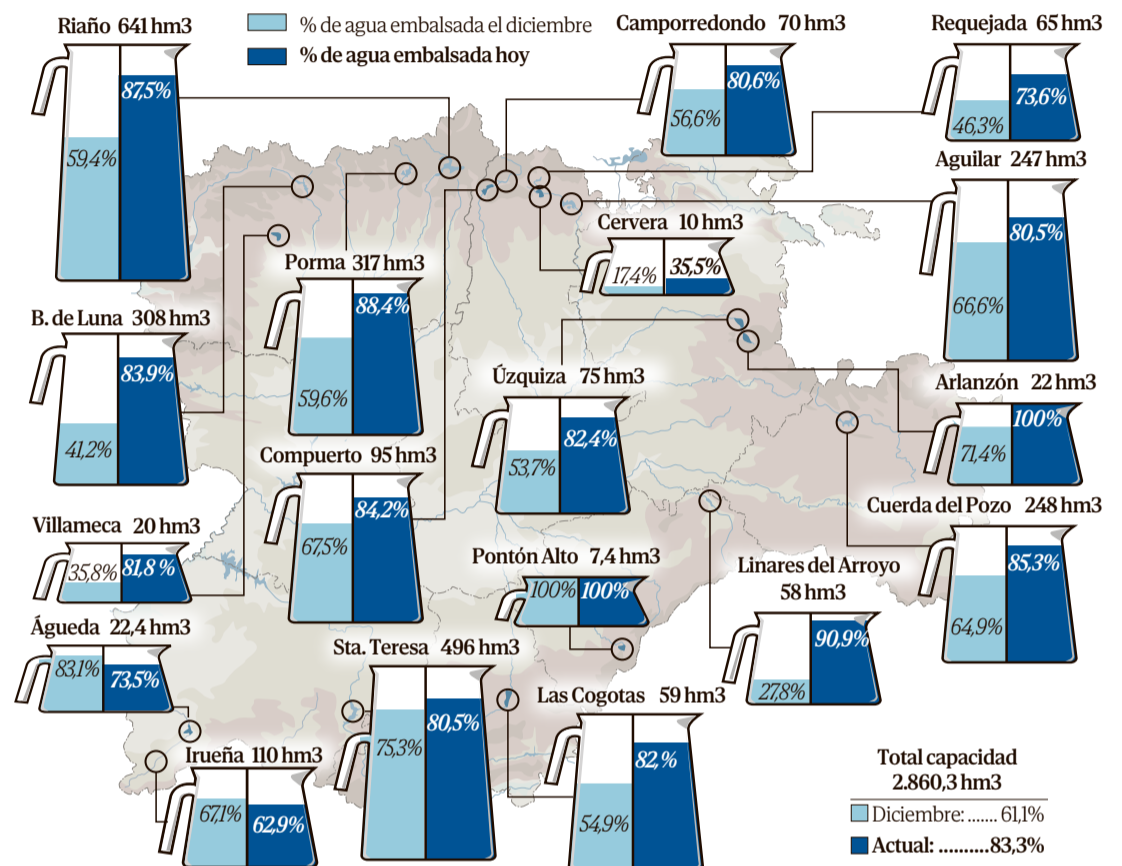 Riaño 641 hm3
59,4%
87,5%
% de agua embalsada el diciembre
% de agua embalsada hoy
Camporredondo 70 hm3
56,6%
80,6%
Requejada 65 hm3
46,3%
73,6%
Aguilar 247 hm3
66,6%
80,5%
Cervera 10 hm3
17,4%
35,5%
Porma 317 hm3
59,6%
88,4%
B. de Luna 308 hm3
41,2%
83,9%
Úzquiza 75 hm3
53,7%
82,4%
Arlanzón 22 hm3
71,4%
100%
Compuerto 95 hm3
67,5%
84,2%
Cuerda del Pozo 248 hm3
64,9%
85,3%
Villameca 20 hm3
35,8%
81,8 %
Pontón Alto 7,4 hm3
100%
100%
Linares del Arroyo
58 hm3
27,8%
90,9%
Águeda 22,4 hm3
83,1%
73,5%
Sta. Teresa 496 hm3
75,3%
80,5%
Las Cogotas 59 hm3
54,9%
82,%
Irueña 110 hm3
67,1%
62,9%
Total capacidad
2.860,3 hm3
Diciembre: ....... 61,1%
Actual: ..........83,3%